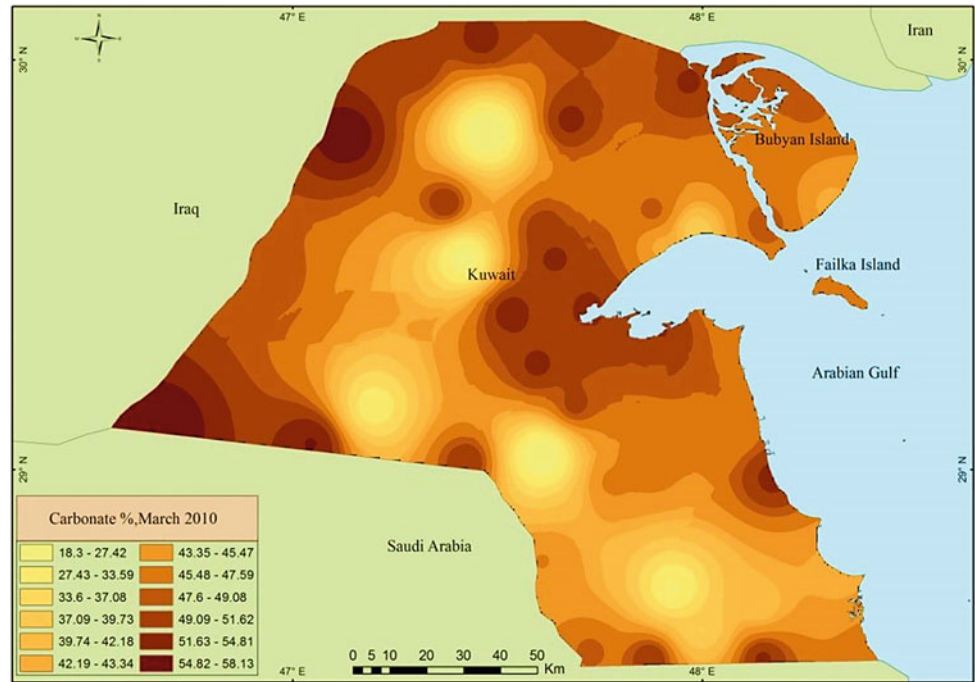 47° E
48° E
Iran
30° N
30° N
Bubyan Island
Iraq
Failka Island
Kuwait
Arabian Gulf
29° N
29° N
Carbonate %,March 2010
18.3 - 27.42
43.35 - 45.47
27.43 - 33.59
45.48 - 47.59
33.6 - 37.08
47.6 - 49.08
37.09 - 39.73
49.09 - 51.62
39.74 - 42.18
51.63 - 54.81
42.19 - 43.34
54.82 - 58.13
Saudi Arabia
0 5 10 20 30 40 50
Km
47° E
48° E